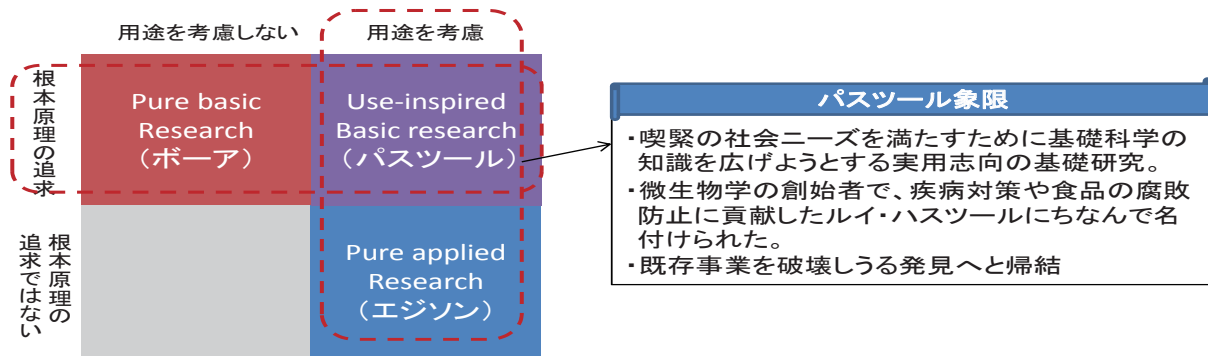 用途を考慮しない
用途を考慮
根本原理の追求
Pure basic
Research
（ボーア）
Use-inspired
Basic research
（パスツール）
根本原理の
追求ではない
Pure applied
Research
（エジソン）
パスツール象限
・喫緊の社会ニーズを満たすために基礎科学の
知識を広げようとする実用志向の基礎研究。
・微生物学の創始者で、疾病対策や食品の腐敗
防止に貢献したルイ・ハスツールにちなんで名
付けられた。
・既存事業を破壊しうる発見へと帰結